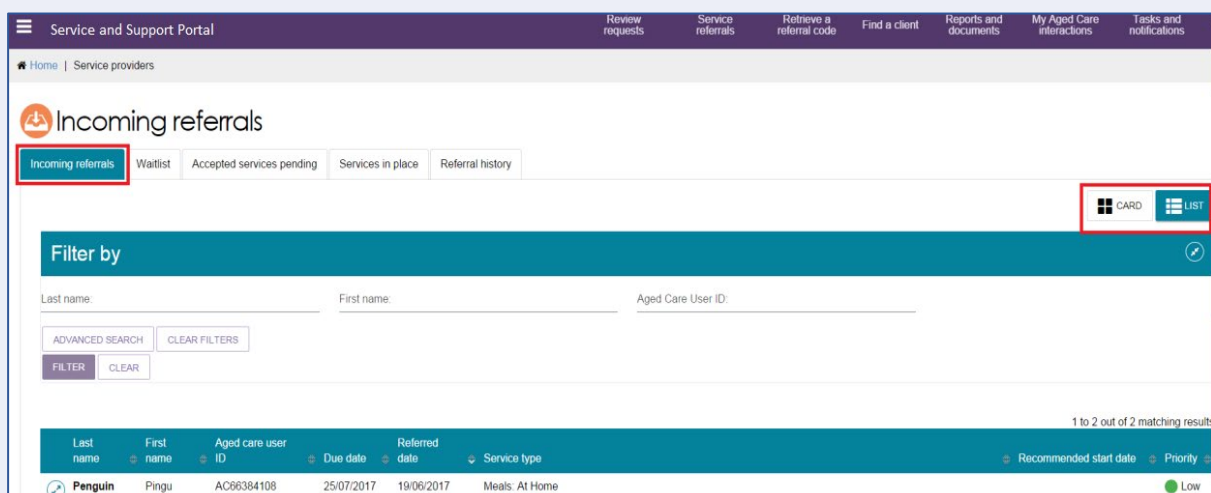 Service and Support Portal
Review requests
Service referrals
Retrieve a referral code
Find a client
Reports and documents
My Aged Care interactions
Tasks and notifications
Home | Service providers
Incoming referrals
Incoming referrals Waitlist Accepted services pending Services in place Referral history
CARD LIST
Filter by
Last name: First name: Aged Care User ID:
ADVANCED SEARCH CLEAR FILTERS
FILTER CLEAR
1 to 2 out of 2 matching results
Last name First name Aged care user ID Due date Referred date Service type Recommended start date Priority
Penguin Pingu AC66384108 25/07/2017 19/06/2017 Meals: At Home Low